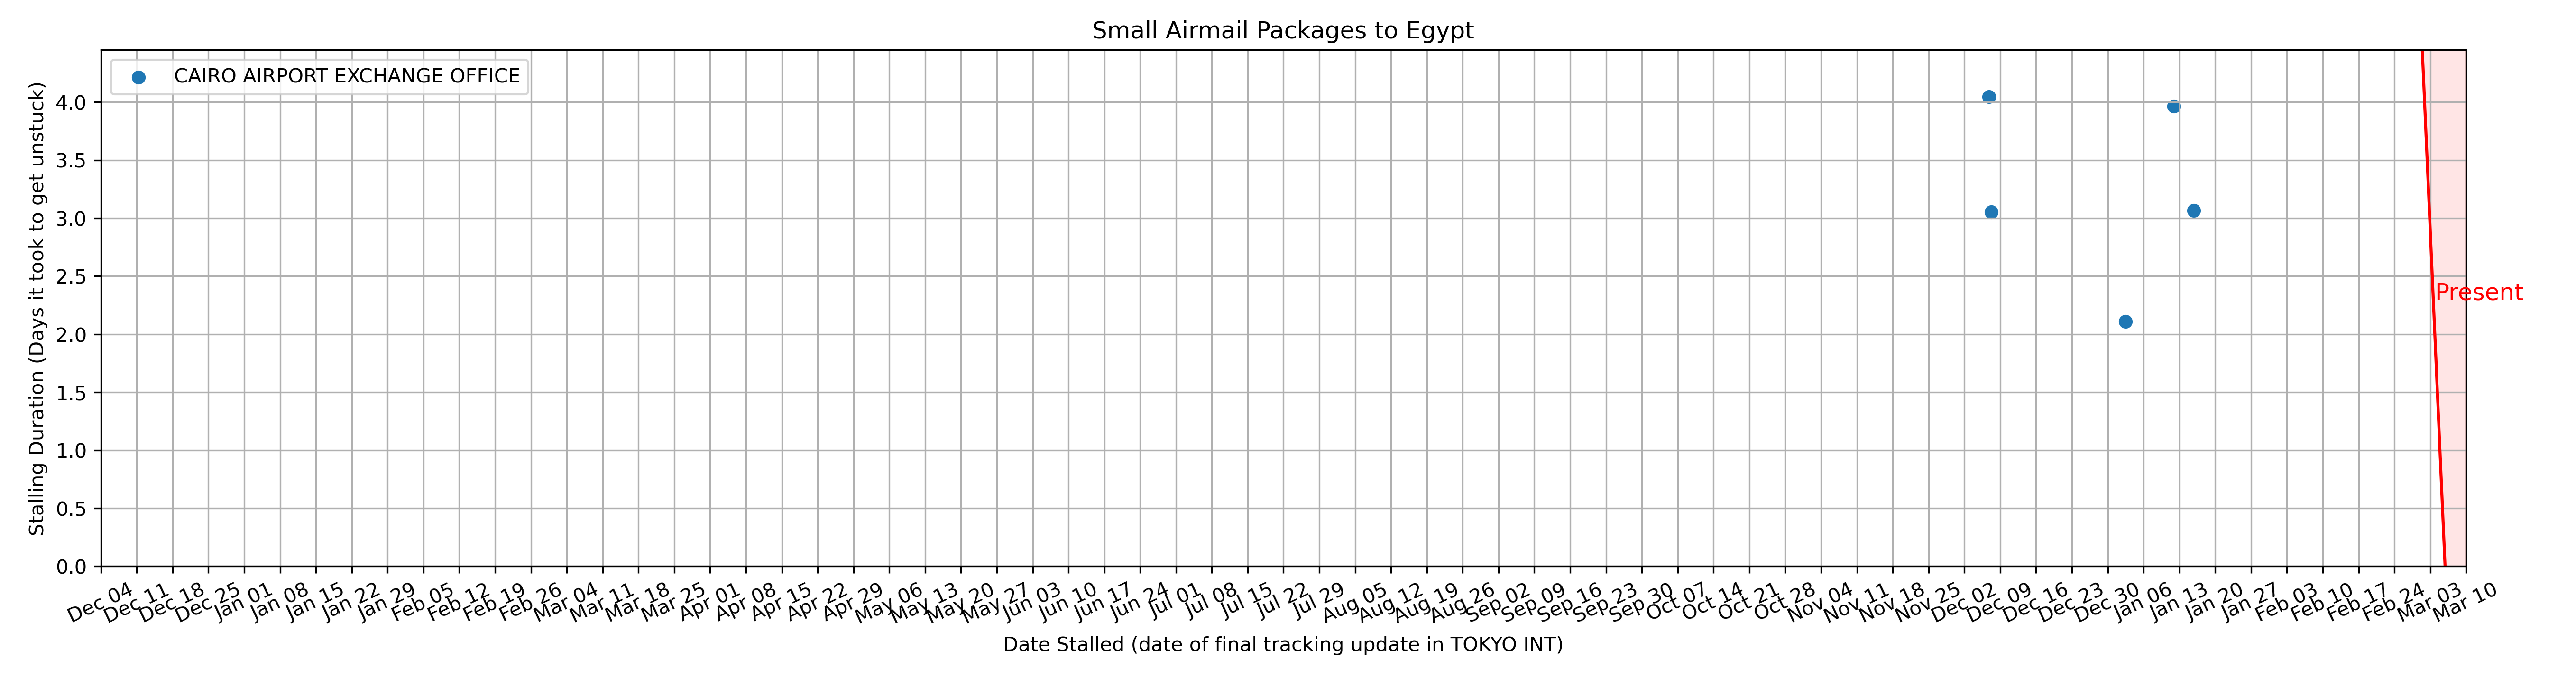 Small Airmail Packages to Egypt
CAIRO AIRPORT EXCHANGE OFFICE
Stalling Duration (Days it took to get unstuck)
4.0
3.5
3.0
2.5
2.0
1.5
1.0
0.5
0.0
Present
Dec 04 Dec 11 Dec 18 Dec 25 Jan 01 Jan 08 Jan 15 Jan 22 Jan 29 Feb 05 Feb 12 Feb 19 Feb 26 Mar 04 Mar 11 Mar 18 Mar 25 Apr 01 Apr 08 Apr 15 Apr 22 Apr 29 May 06 May 13 May 20 May 27 Jun 03 Jun 10 Jun 17 Jun 24 Jul 01 Jul 08 Jul 15 Jul 22 Jul 29 Aug 05 Aug 12 Aug 19 Aug 26 Sep 02 Sep 09 Sep 16 Sep 23 Sep 30 Oct 07 Oct 14 Oct 21 Oct 28 Nov 04 Nov 11 Nov 18 Nov 25 Dec 02 Dec 09 Dec 16 Dec 23 Dec 30 Jan 06 Jan 13 Jan 20 Jan 27 Feb 03 Feb 10 Feb 17 Feb 24 Mar 03 Mar 10
Date Stalled (date of final tracking update in TOKYO INT)